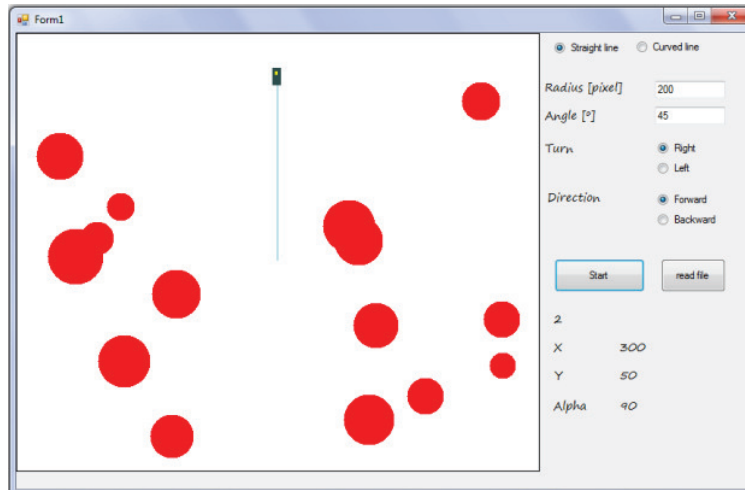 Form1
Straight line Curved line
Radius [pixel] 200
Angle [°] 45
Turn Right
Left
Direction Forward
Backward
Start read file
2
X 300
Y 50
Alpha 90